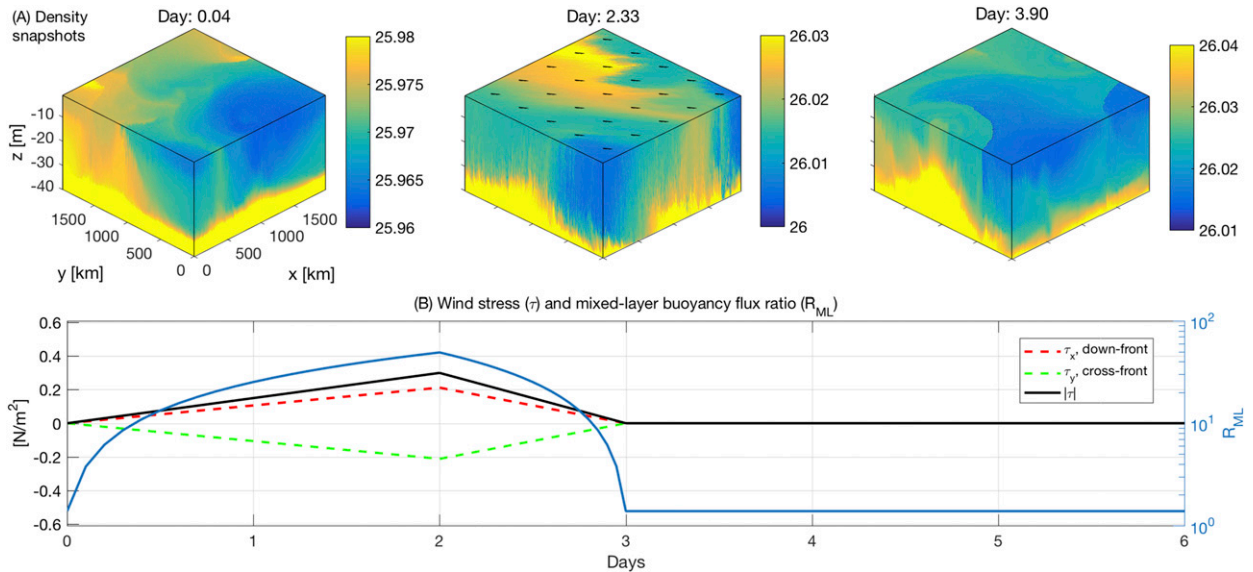 (A) Density
snapshots
Day: 0.04
Day: 2.33
Day: 3.90
25.98
25.975
25.97
25.965
25.96
26.03
26.02
26.01
26
26.04
26.03
26.02
26.01
z [m]
-10
-20
-30
-40
1500
1000
500
0
y [km]
0
500
1000
1500
x [km]
(B) Wind stress (τ) and mixed-layer buoyancy flux ratio (R_ML)
[N/m²]
0.6
0.4
0.2
0
-0.2
-0.4
-0.6
τ_x, down-front
τ_y, cross-front
|τ|
10²
10¹
10⁰
R_ML
0 1 2 3 4 5 6
Days